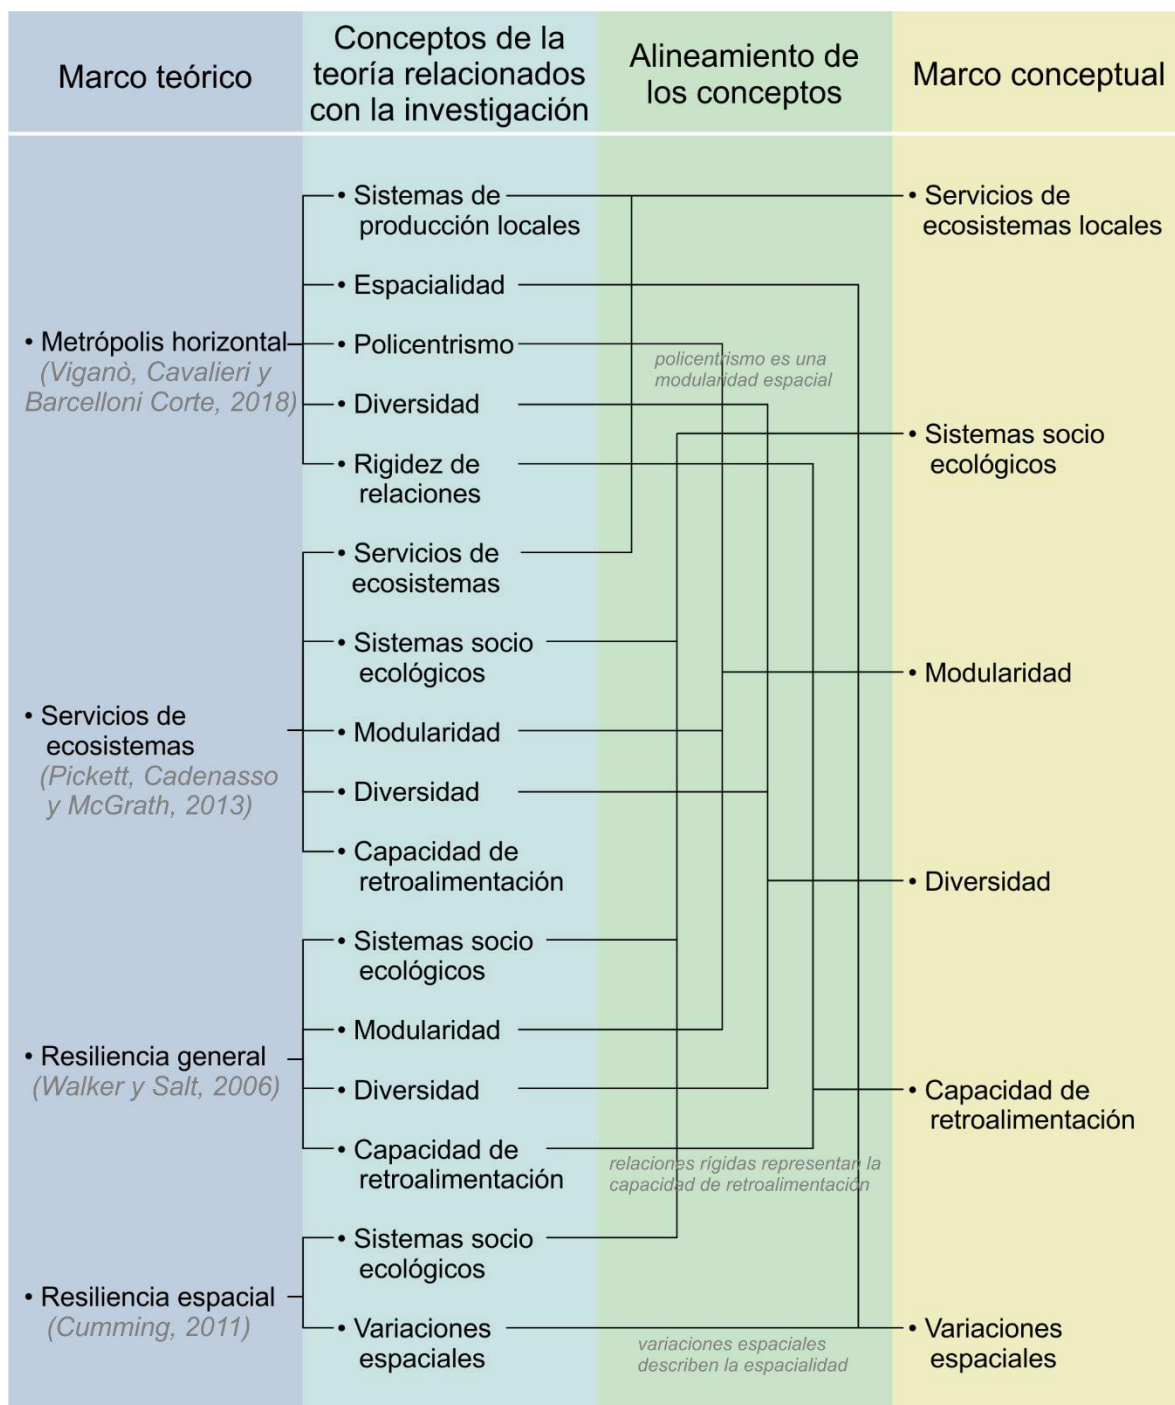 Marco teórico
Conceptos de la
teoría relacionados
con la investigación
Alineamiento de
los conceptos
Marco conceptual
• Metrópolis horizontal
(Viganò, Cavalieri y
Barcelloni Corte, 2018)
• Servicios de
ecosistemas
(Pickett, Cadenasso
y McGrath, 2013)
• Resiliencia general
(Walker y Salt, 2006)
• Resiliencia espacial
(Cumming, 2011)
• Sistemas de
producción locales
• Espacialidad
• Policentrismo
• Diversidad
• Rigidez de
relaciones
• Servicios de
ecosistemas
• Sistemas socio
ecológicos
• Modularidad
• Diversidad
• Capacidad de
retroalimentación
• Sistemas socio
ecológicos
• Modularidad
• Diversidad
• Capacidad de
retroalimentación
• Sistemas socio
ecológicos
• Variaciones
espaciales
policentrismo es una
modularidad espacial
relaciones rígidas representan la
capacidad de retroalimentación
variaciones espaciales
describen la espacialidad
• Servicios de
ecosistemas locales
• Sistemas socio
ecológicos
• Modularidad
• Diversidad
• Capacidad de
retroalimentación
• Variaciones
espaciales